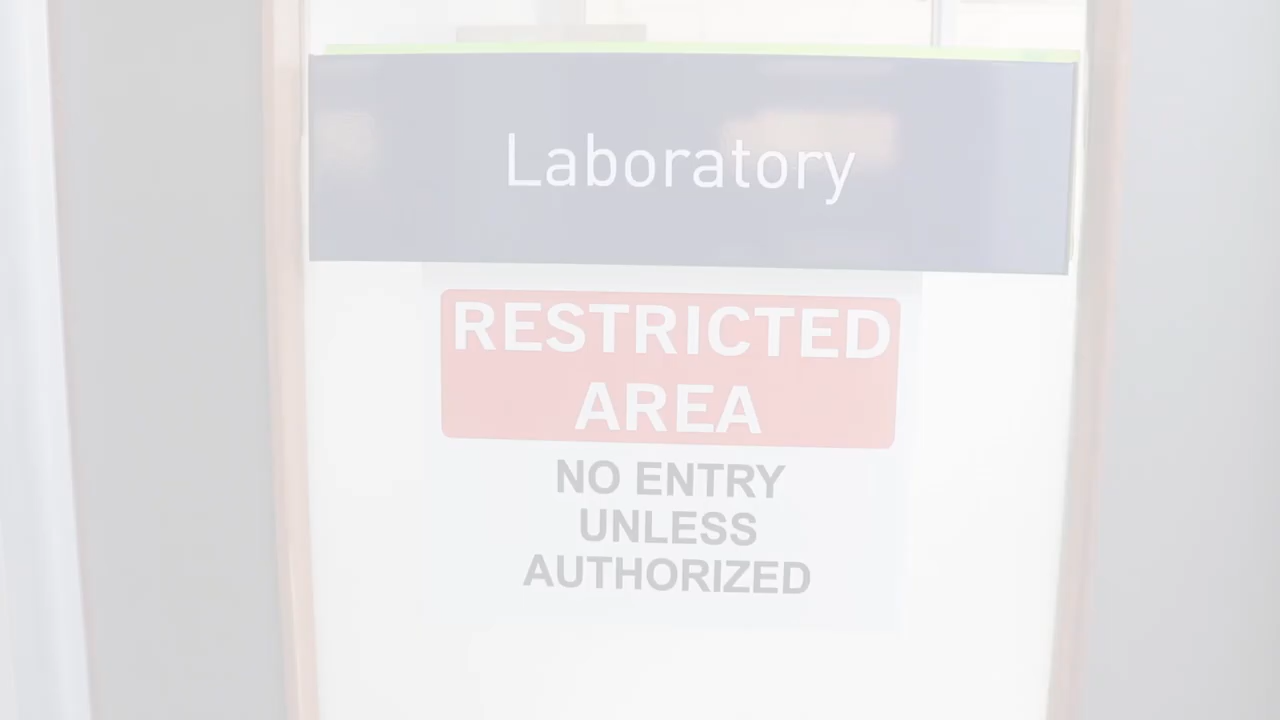 Laboratory
RESTRICTED
AREA
NO ENTRY
UNLESS
AUTHORIZED